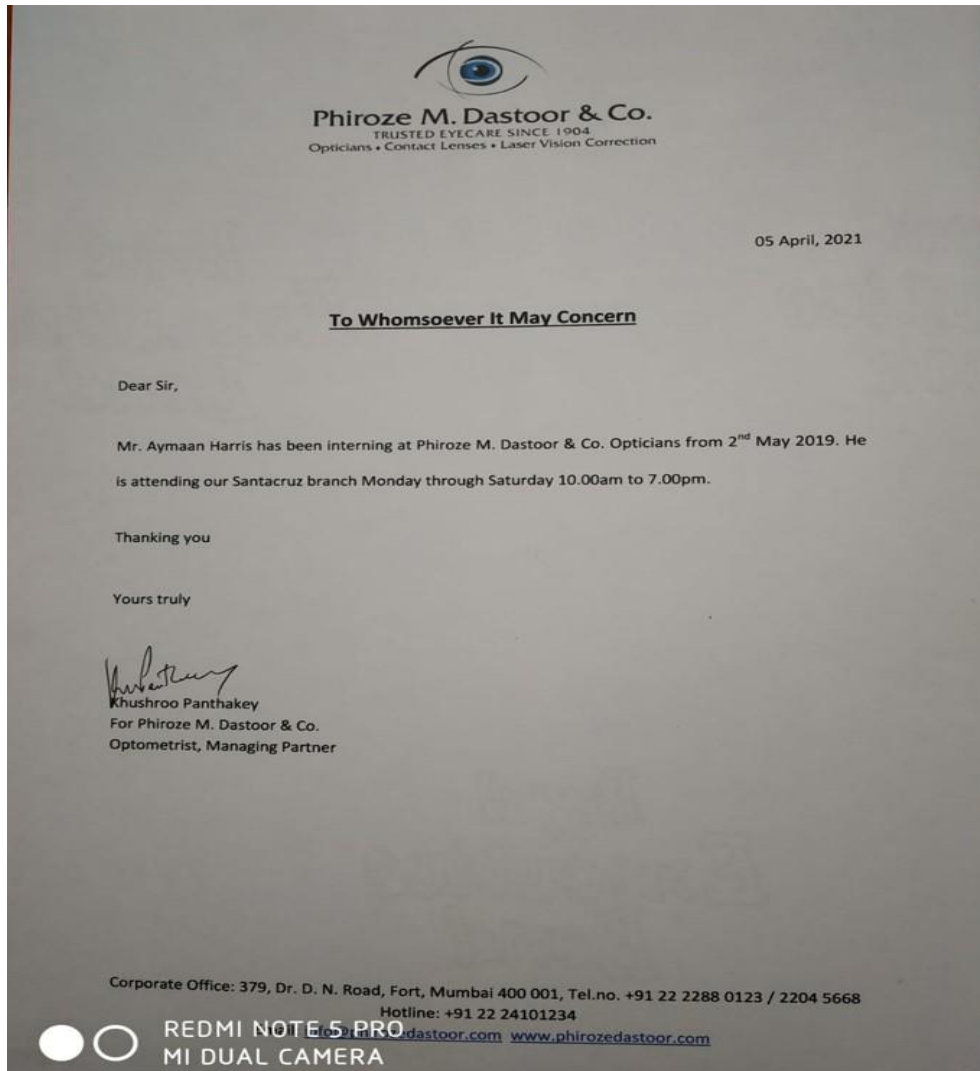 Phiroze M. Dastoor & Co.
TRUSTED EYECARE SINCE 1904
Opticians • Contact Lenses • Laser Vision Correction
05 April, 2021
To Whomsoever It May Concern
Dear Sir,
Mr. Aymaan Harris has been interning at Phiroze M. Dastoor & Co. Opticians from 2nd May 2019. He
is attending our Santacruz branch Monday through Saturday 10.00am to 7.00pm.
Thanking you
Yours truly
Khushroo Panthakey
For Phiroze M. Dastoor & Co.
Optometrist, Managing Partner
Corporate Office: 379, Dr. D. N. Road, Fort, Mumbai 400 001, Tel.no. +91 22 2288 0123 / 2204 5668
Hotline: +91 22 24101234
www.phirozedastoor.com
REDMI NOTE 5 PRO
MI DUAL CAMERA